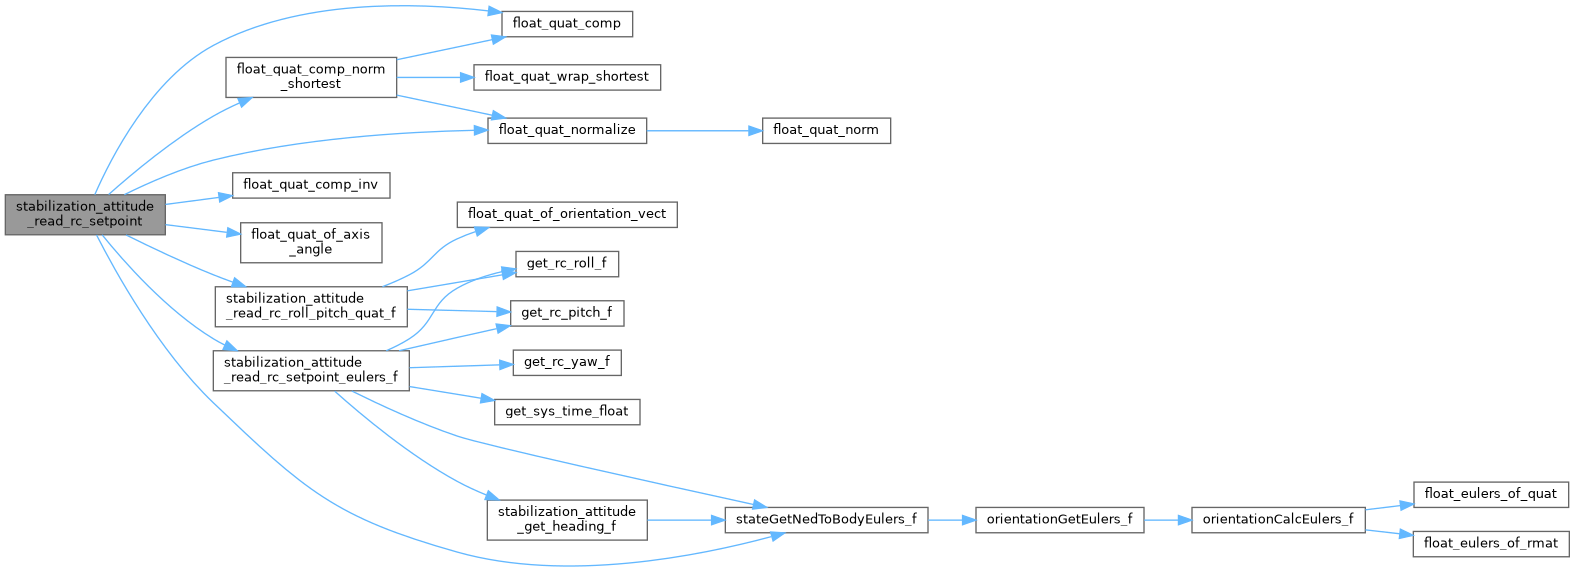 float_quat_comp
float_quat_comp_norm
_shortest
float_quat_wrap_shortest
float_quat_normalize
float_quat_norm
float_quat_comp_inv
stabilization_attitude
_read_rc_setpoint
float_quat_of_orientation_vect
float_quat_of_axis
_angle
get_rc_roll_f
stabilization_attitude
_read_rc_roll_pitch_quat_f
get_rc_pitch_f
stabilization_attitude
_read_rc_setpoint_eulers_f
get_rc_yaw_f
get_sys_time_float
stabilization_attitude
_get_heading_f
stateGetNedToBodyEulers_f
orientationGetEulers_f
orientationCalcEulers_f
float_eulers_of_quat
float_eulers_of_rmat